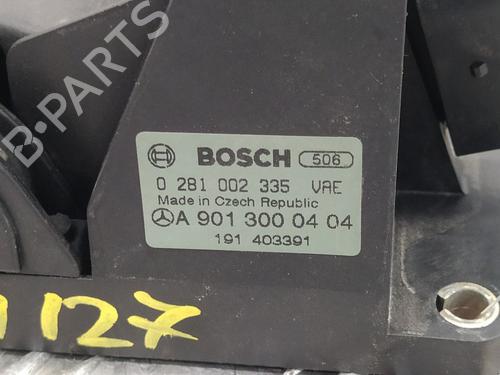 B-PARTS
BOSCH 506
0 281 002 335 VAE
Made in Czech Republic
A 901 300 04 04
191 403391
127